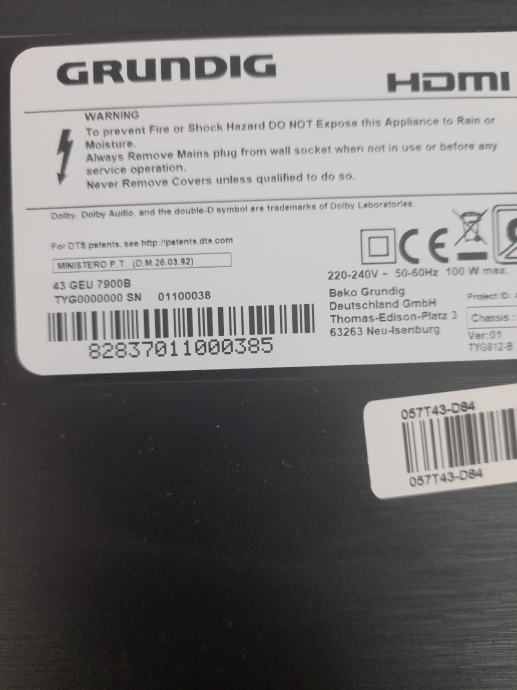 GRUNDIG
HDMI
WARNING
To prevent Fire or Shock Hazard DO NOT Expose this Appliance to Rain or
Moisture.
Always Remove Mains plug from wall socket when not in use or before any
service operation.
Never Remove Covers unless qualified to do so.
Dolby, Dolby Audio, and the double-D symbol are trademarks of Dolby Laboratories.
For DTS patents, see http://patents.dts.com
MINISTERO P.T. (D.M.26.03.92)
CE
220-240V ~ 50-60Hz 100 W max.
43 GEU 7900B
TYG0000000 SN 01100038
82837011000385
Beko Grundig
Deutschland GmbH
Thomas-Edison-Platz 3
63263 Neu-Isenburg
Project ID:
Chassis :
Ver:01
TYG812-B
057T43-D84
057T43-D84